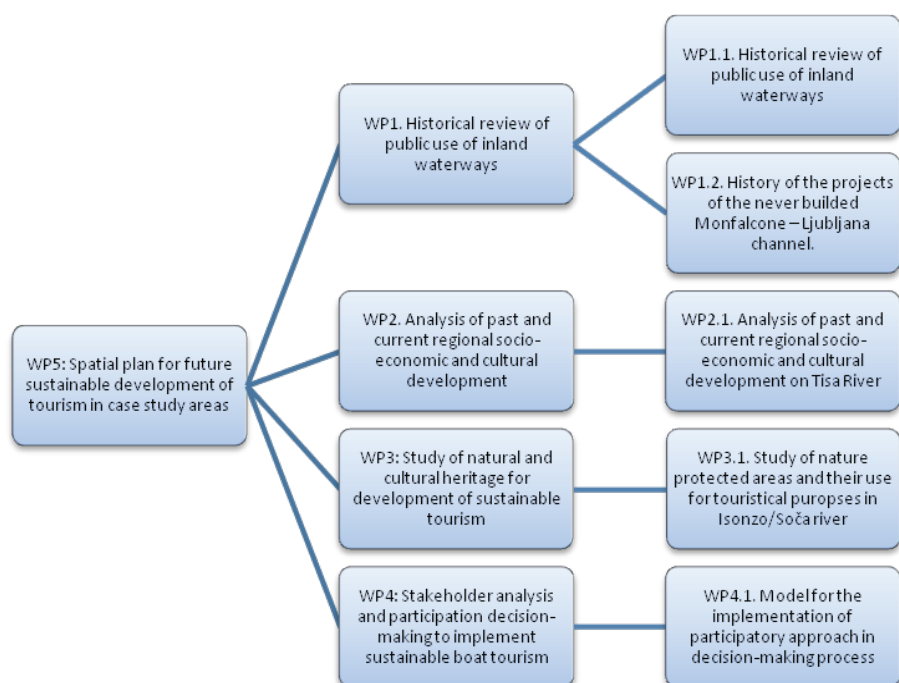 WP5: Spatial plan for future
sustainable development of
tourism in case study areas
WP1. Historical review of
public use of inland
waterways
WP1.1. Historical review of
public use of inland
waterways
WP1.2. History of the projects
of the never builded
Monfalcone – Ljubljana
channel.
WP2. Analysis of past and
current regional socio-
economic and cultural
development
WP2.1. Analysis of past and
current regional socio-
economic and cultural
development on Tisa River
WP3: Study of natural and
cultural heritage for
development of sustainable
tourism
WP3.1. Study of nature
protected areas and their use
for touristical puropses in
Isonzo/Soča river
WP4: Stakeholder analysis
and participation decision-
making to implement
sustainable boat tourism
WP4.1. Model for the
implementation of
participatory approach in
decision-making process